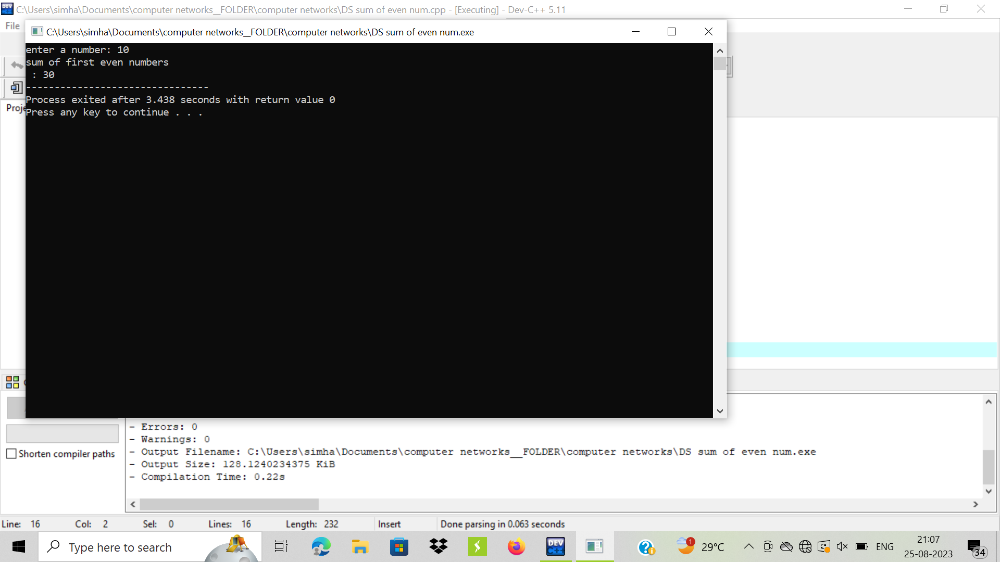 C:\Users\simha\Documents\computer networks__FOLDER\computer networks\DS sum of even num.cpp - [Executing] - Dev-C++ 5.11
File
C:\Users\simha\Documents\computer networks__FOLDER\computer networks\DS sum of even num.exe
enter a number: 10
sum of first even numbers
 : 30
--------------------------------
Process exited after 3.438 seconds with return value 0
Press any key to continue . . .
- Errors: 0
- Warnings: 0
- Output Filename: C:\Users\simha\Documents\computer networks__FOLDER\computer networks\DS sum of even num.exe
- Output Size: 128.1240234375 KiB
- Compilation Time: 0.22s
Shorten compiler paths
Line: 16 Col: 2 Sel: 0 Lines: 16 Length: 232 Insert Done parsing in 0.063 seconds
Type here to search
DEV C++
1
29°C
ENG
21:07
25-08-2023
34